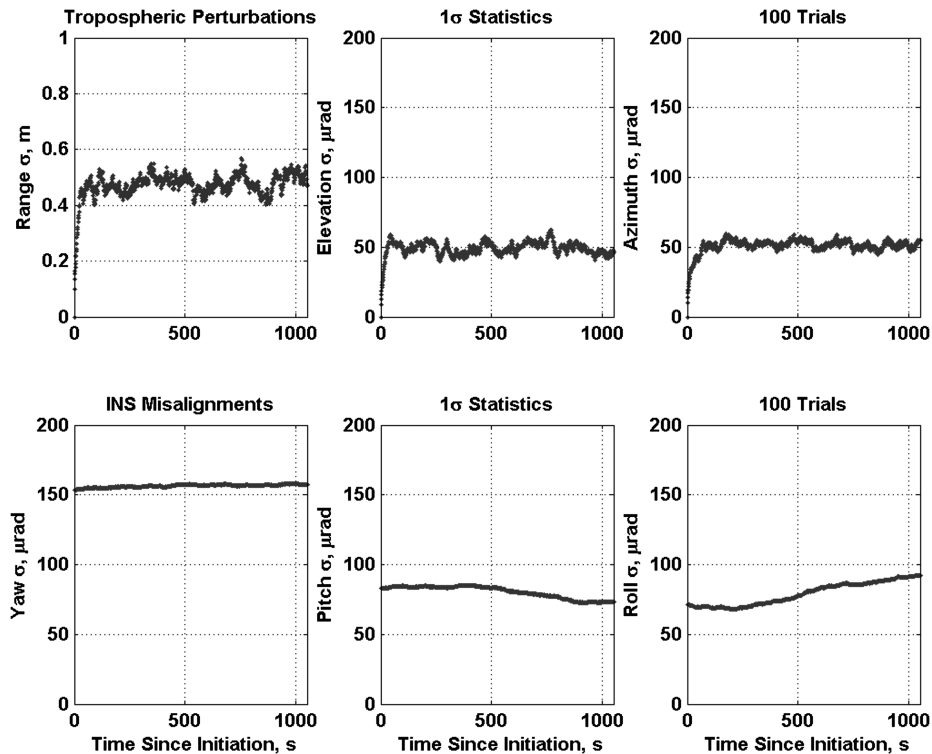 Tropospheric Perturbations
1σ Statistics
100 Trials
Range σ, m
1
0.8
0.6
0.4
0.2
0
0 500 1000
Elevation σ, μrad
200
150
100
50
0
0 500 1000
Azimuth σ, μrad
200
150
100
50
0
0 500 1000
INS Misalignments
1σ Statistics
100 Trials
Yaw σ, μrad
200
150
100
50
0
0 500 1000
Time Since Initiation, s
Pitch σ, μrad
200
150
100
50
0
0 500 1000
Time Since Initiation, s
Roll σ, μrad
200
150
100
50
0
0 500 1000
Time Since Initiation, s